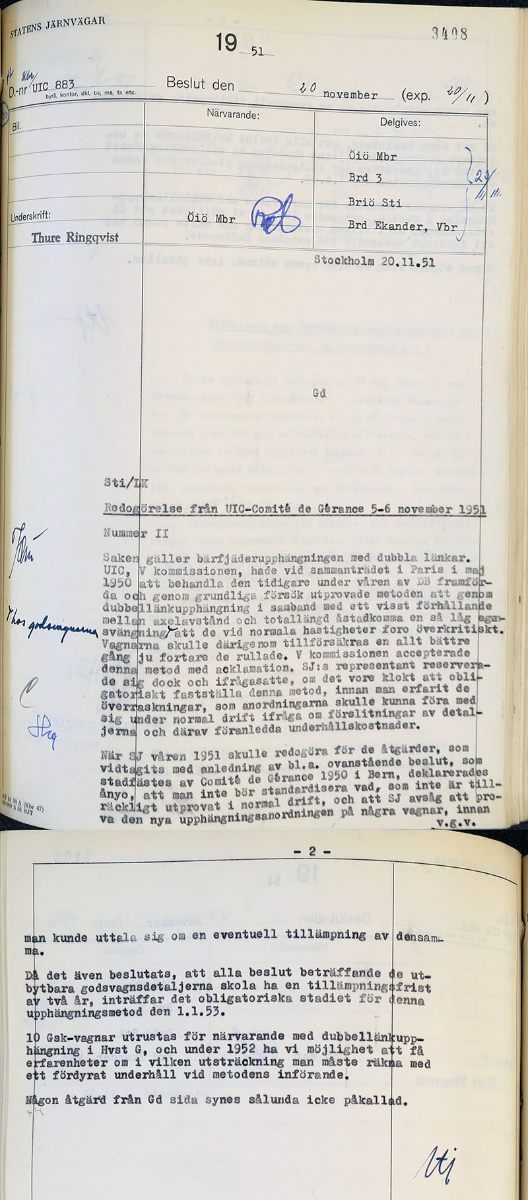 STATENS JÄRNVÄGAR
3408
19 51
D.-nr UIC 883
byrå, kontor, dkl, bs, ms, ts etc.
Beslut den 20 november (exp. 20/11)
Bil.
Närvarande:
Delgives:
Öiö Mbr
Brd 3
Briö Sti
Brd Ekander, Vbr
Underskrift:
Öiö Mbr
Thure Ringqvist
Stockholm 20.11.51
Gd
Sti/LK
Redogörelse från UIC-Comité de Gérance 5-6 november 1951
Nummer II
Saken gäller bärfjäderupphängningen med dubbla länkar.
UIC, V kommissionen, hade vid sammanträdet i Paris i maj
1950 att behandla den tidigare under våren av DB framför-
da och genom grundliga försök utprovade metoden att genom
dubbellänkupphängning i samband med ett visst förhållande
mellan axelavstånd och totallängd åstadkomma en så låg egen-
hos godsvagnarna
svängning att de vid normala hastigheter foro överkritiskt.
Vagnarna skulle därigenom tillförsäkras en allt bättre
gång ju fortare de rullade. V kommissionen accepterade
denna metod med acklamation. SJ:s representant reservera-
de sig dock och ifrågasatte, om det vore klokt att obli-
gatoriskt fastställa denna metod, innan man erfarit de
överraskningar, som anordningarna skulle kunna föra med
sig under normal drift ifråga om förslitningar av detal-
jerna och därav föranledda underhållskostnader.
När SJ våren 1951 skulle redogöra för de åtgärder, som
vidtagits med anledning av bl.a. ovanstående beslut, som
stadfästes av Comité de Gérance 1950 i Bern, deklarerades
ånyo, att man inte bör standardisera vad, som inte är till-
räckligt utprovat i normal drift, och att SJ avsåg att pro-
va den nya upphängningsanordningen på några vagnar, innan
v.g.v.
- 2 -
man kunde uttala sig om en eventuell tillämpning av densam-
ma.
Då det även beslutats, att alla beslut beträffande de ut-
bytbara godsvagnsdetaljerna skola ha en tillämpningsfrist
av två år, inträffar det obligatoriska stadiet för denna
upphängningsmetod den 1.1.53.
10 Gsk-vagnar utrustas för närvarande med dubbellänkupp-
hängning i Hvst G, och under 1952 ha vi möjlighet att få
erfarenheter om i vilken utsträckning man måste räkna med
ett fördyrat underhåll vid metodens införande.
Någon åtgärd från Gd sida synes sålunda icke påkallad.